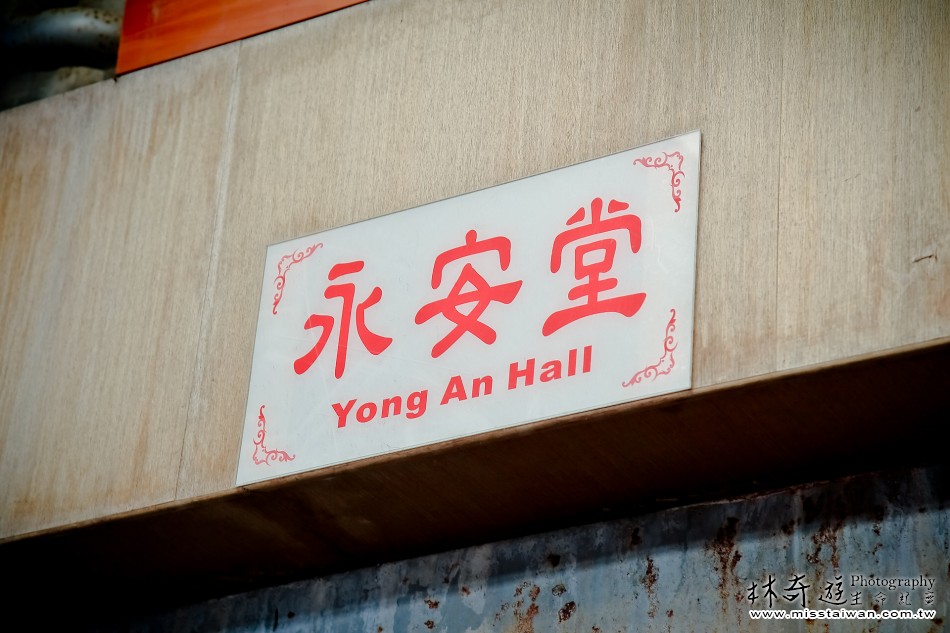 永安堂
Yong An Hall
林奇遊 Photography
www.misstaiwan.com.tw